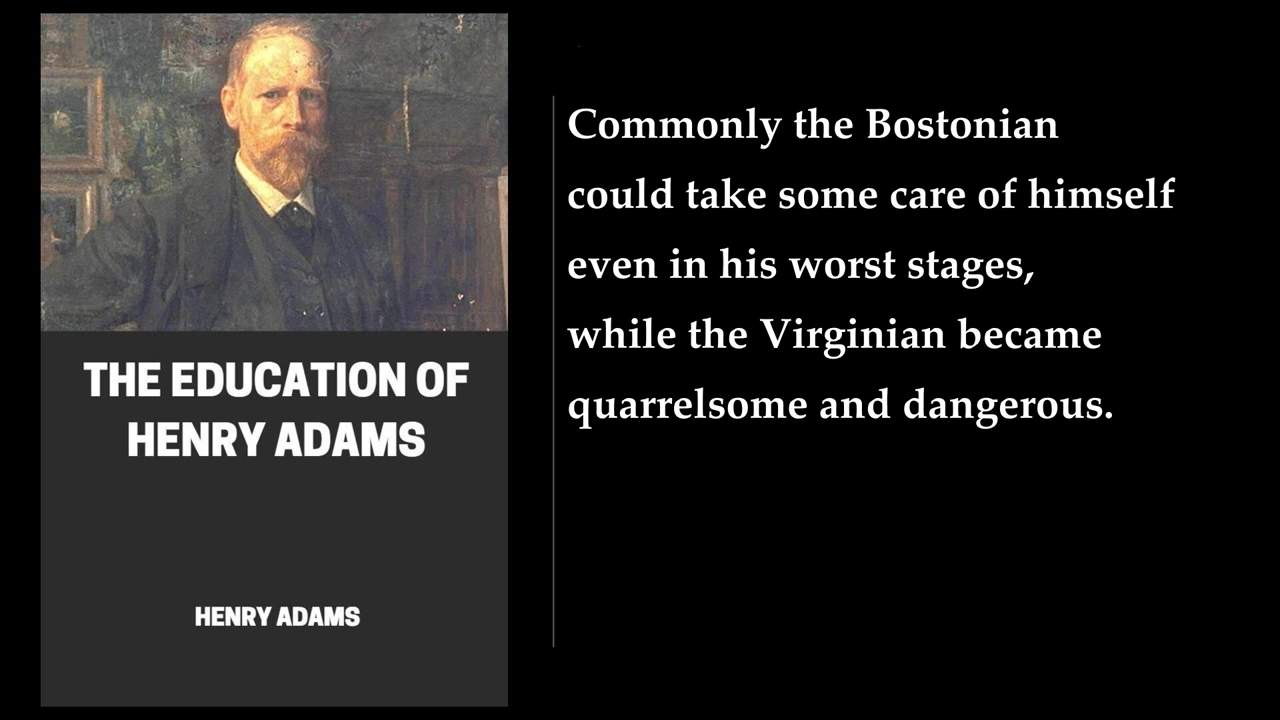 THE EDUCATION OF
HENRY ADAMS
HENRY ADAMS
Commonly the Bostonian
could take some care of himself
even in his worst stages,
while the Virginian became
quarrelsome and dangerous.